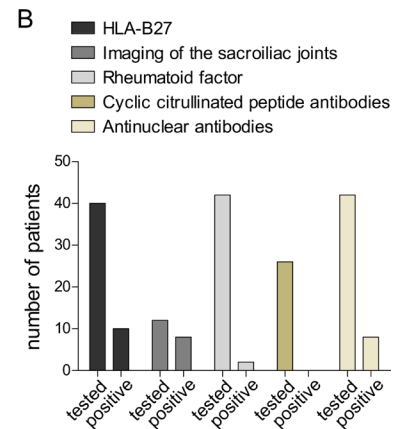 B
HLA-B27
Imaging of the sacroiliac joints
Rheumatoid factor
Cyclic citrullinated peptide antibodies
Antinuclear antibodies
number of patients
50
40
30
20
10
0
tested
positive
tested
positive
tested
positive
tested
positive
tested
positive